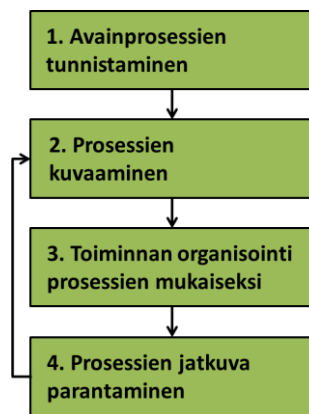 1. Avainprosessien
tunnistaminen
2. Prosessien
kuvaaminen
3. Toiminnan organisointi
prosessien mukaiseksi
4. Prosessien jatkuva
parantaminen